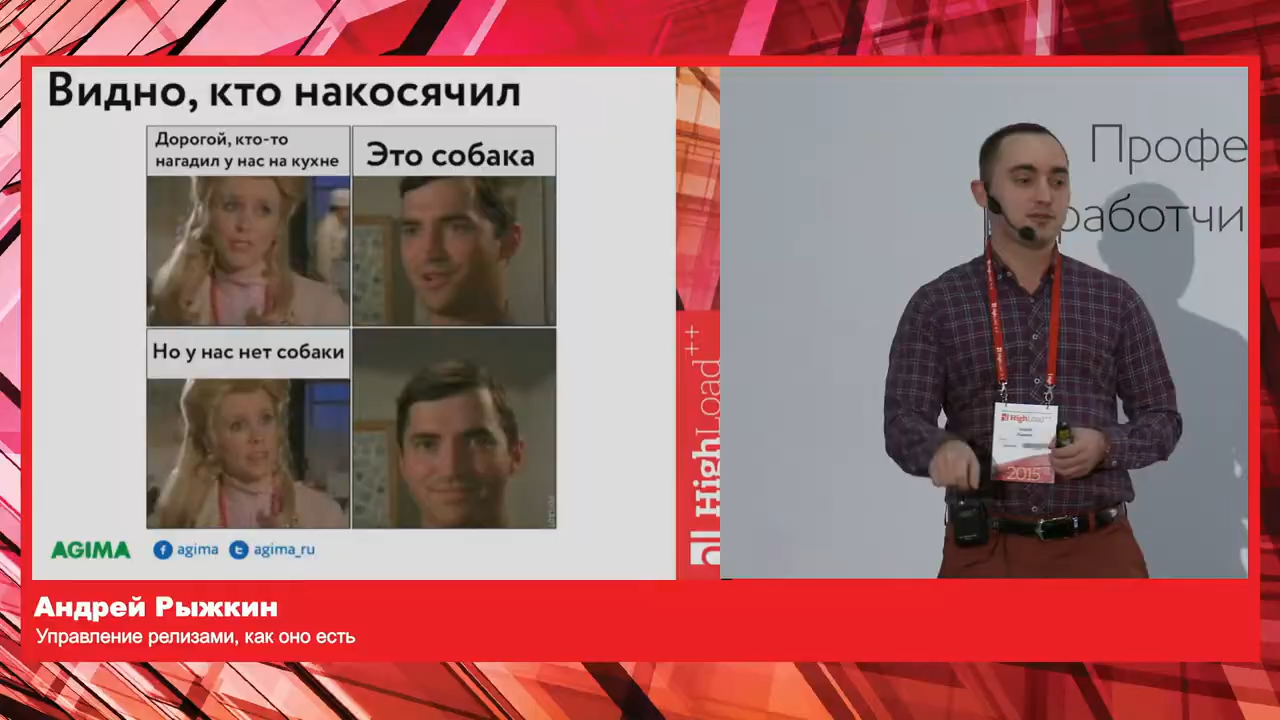 Видно, кто накосячил
Дорогой, кто-то
нагадил у нас на кухне
Это собака
Но у нас нет собаки
AGIMA
agima
agima_ru
HighLoad++
Профе
работчи
HighLoad++
2015
Андрей Рыжкин
Управление релизами, как оно есть